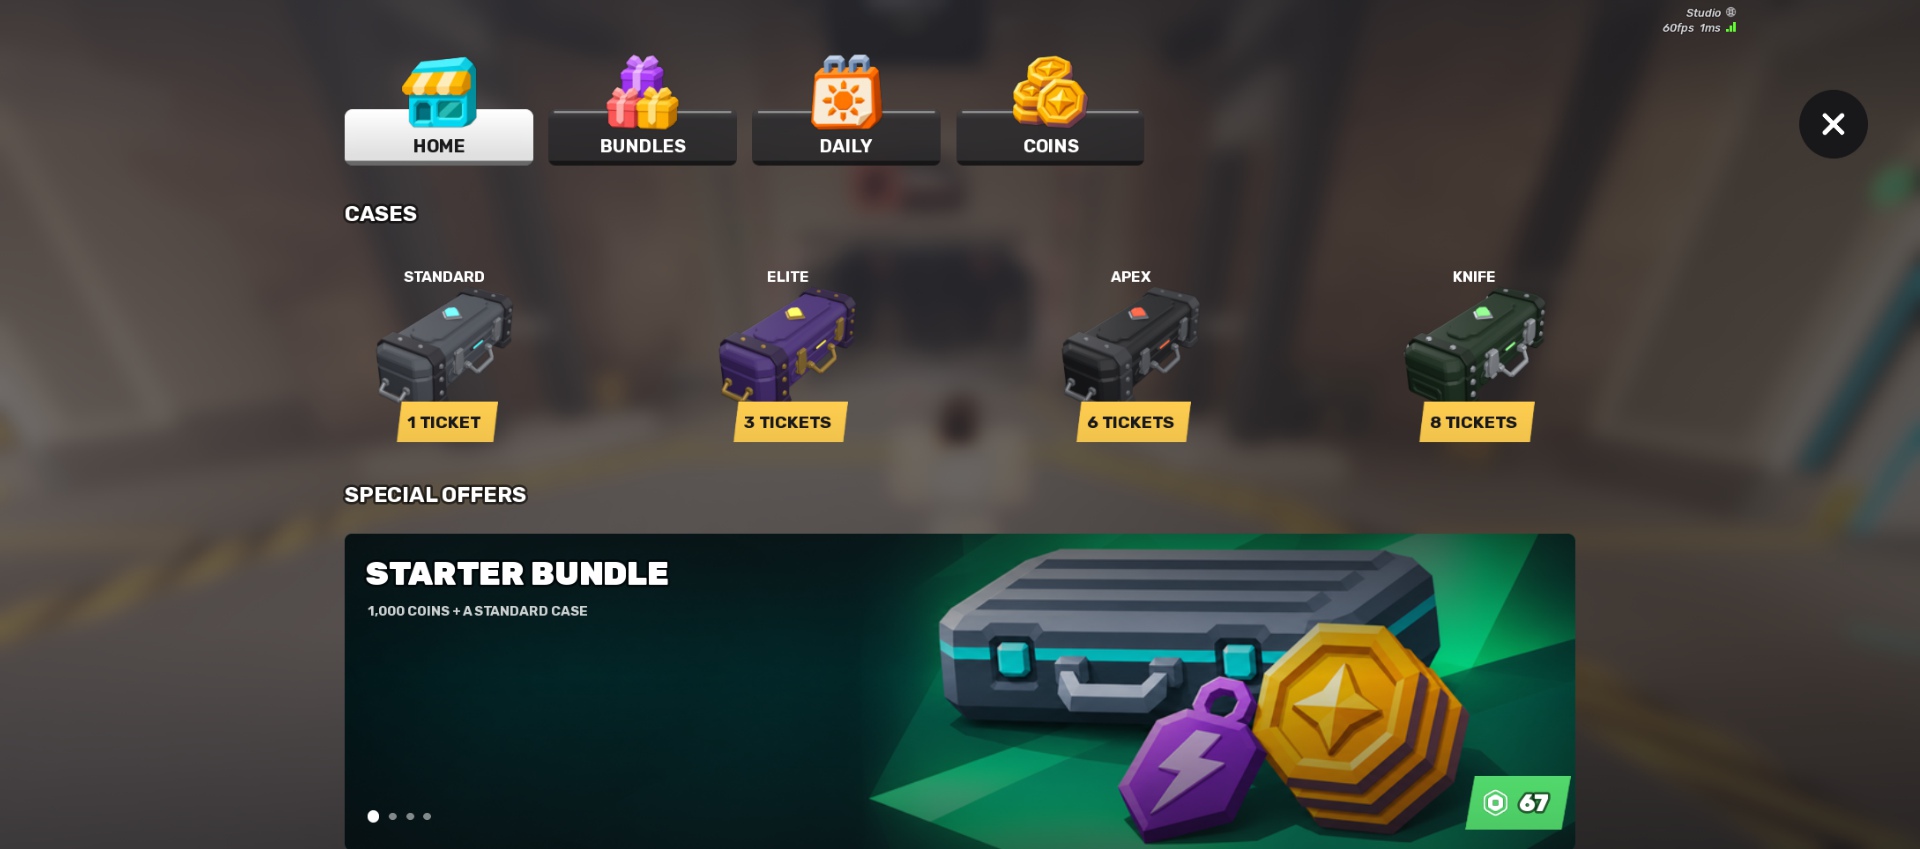 Studio
60fps 1ms
HOME
BUNDLES
DAILY
COINS
CASES
STANDARD
ELITE
APEX
KNIFE
1 TICKET
3 TICKETS
6 TICKETS
8 TICKETS
SPECIAL OFFERS
STARTER BUNDLE
1,000 COINS + A STANDARD CASE
67